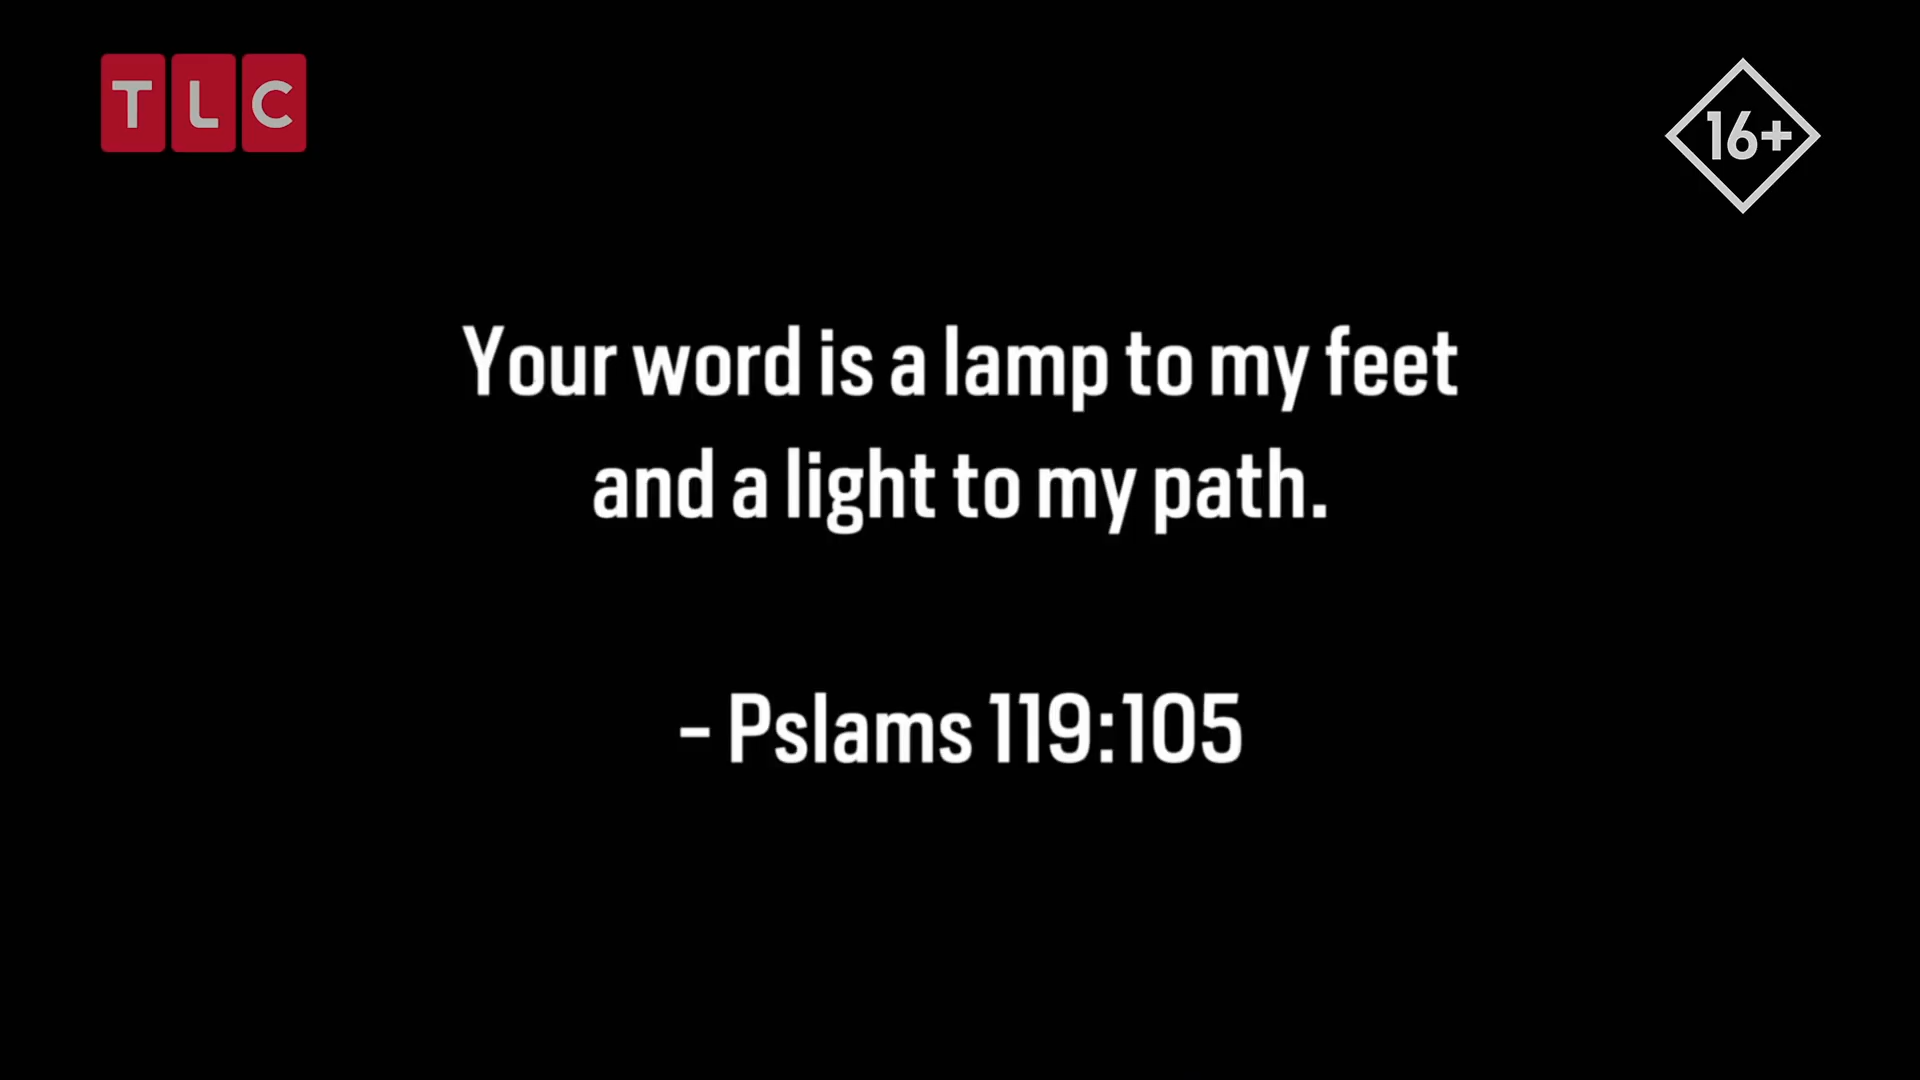 TLC
16+
Your word is a lamp to my feet
and a light to my path.
- Pslams 119:105